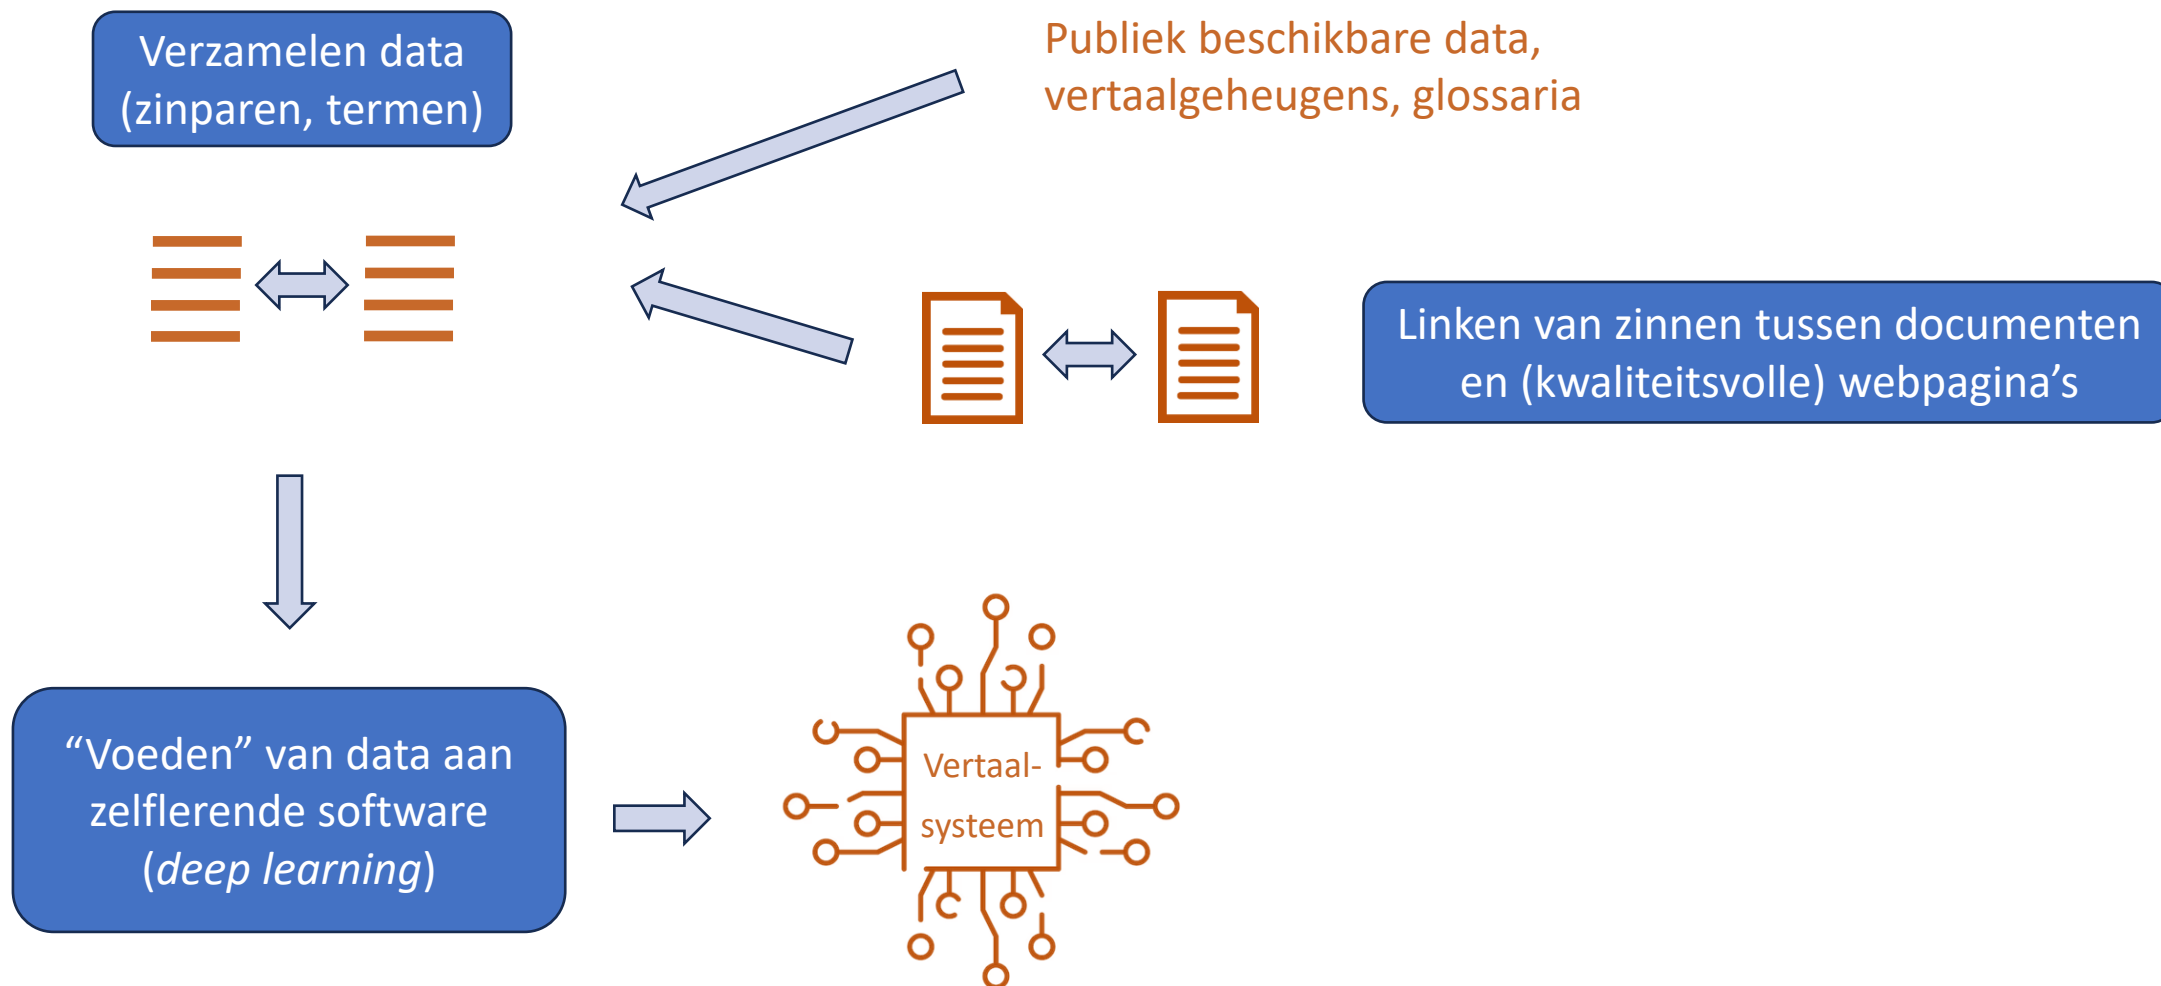 Verzamelen data
(zinparen, termen)
Publiek beschikbare data,
vertaalgeheugens, glossaria
Linken van zinnen tussen documenten
en (kwaliteitsvolle) webpagina’s
“Voeden” van data aan
zelflerende software
(deep learning)
Vertaal-
systeem